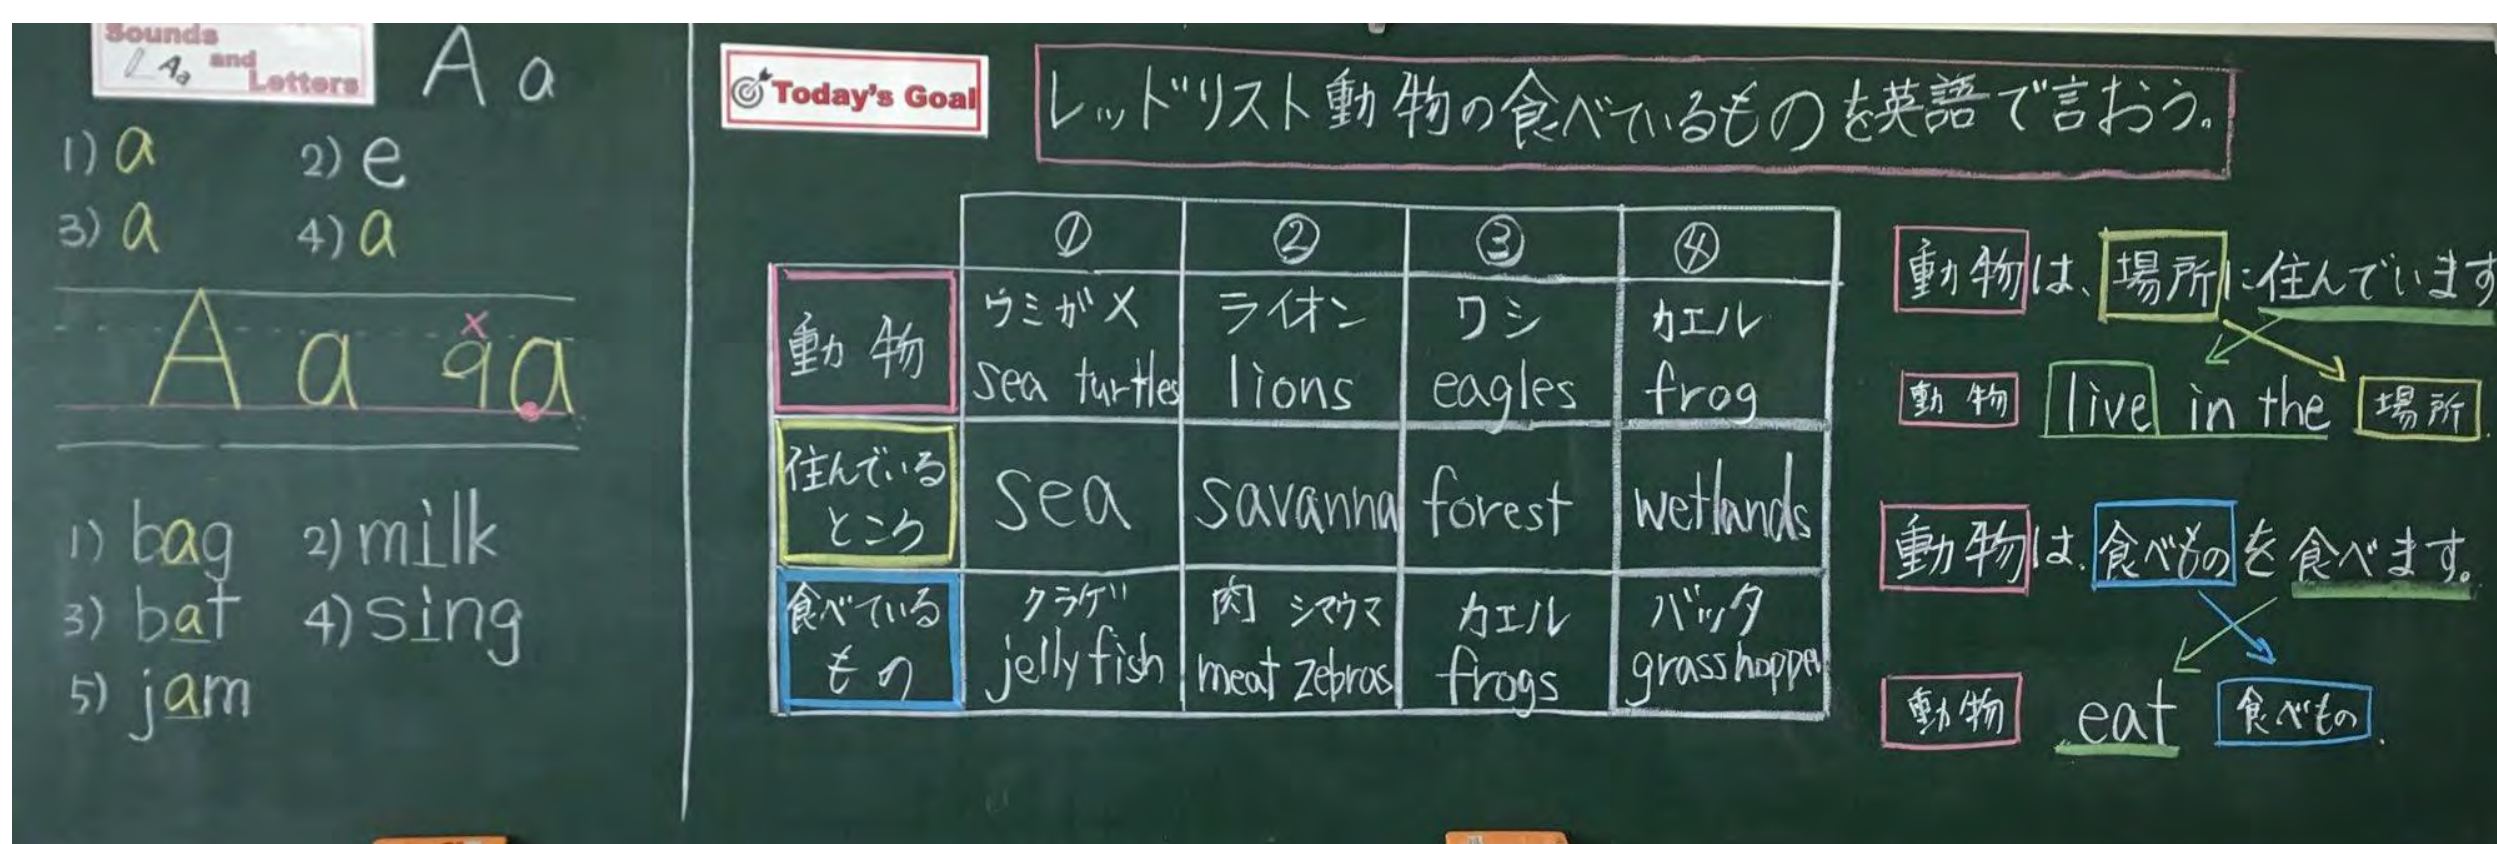 Sounds
Aa and
Letters
A a
1) a 2) e
3) a 4) a
A a a a
x
1) bag 2) milk
3) bat 4) sing
5) jam
Today's Goal
レッドリスト動物の食べているものを英語で言おう。
① ② ③ ④
動物
ウミガメ ライオン ワシ カエル
sea turtles lions eagles frog
住んでいる
ところ
sea savanna forest wetlands
食べている
もの
クラゲ 肉 シマウマ カエル バッタ
jelly fish meat zebras frogs grasshopper
動物は、場所に住んでいます
動物 live in the 場所.
動物は、食べものを食べます。
動物 eat 食べもの.